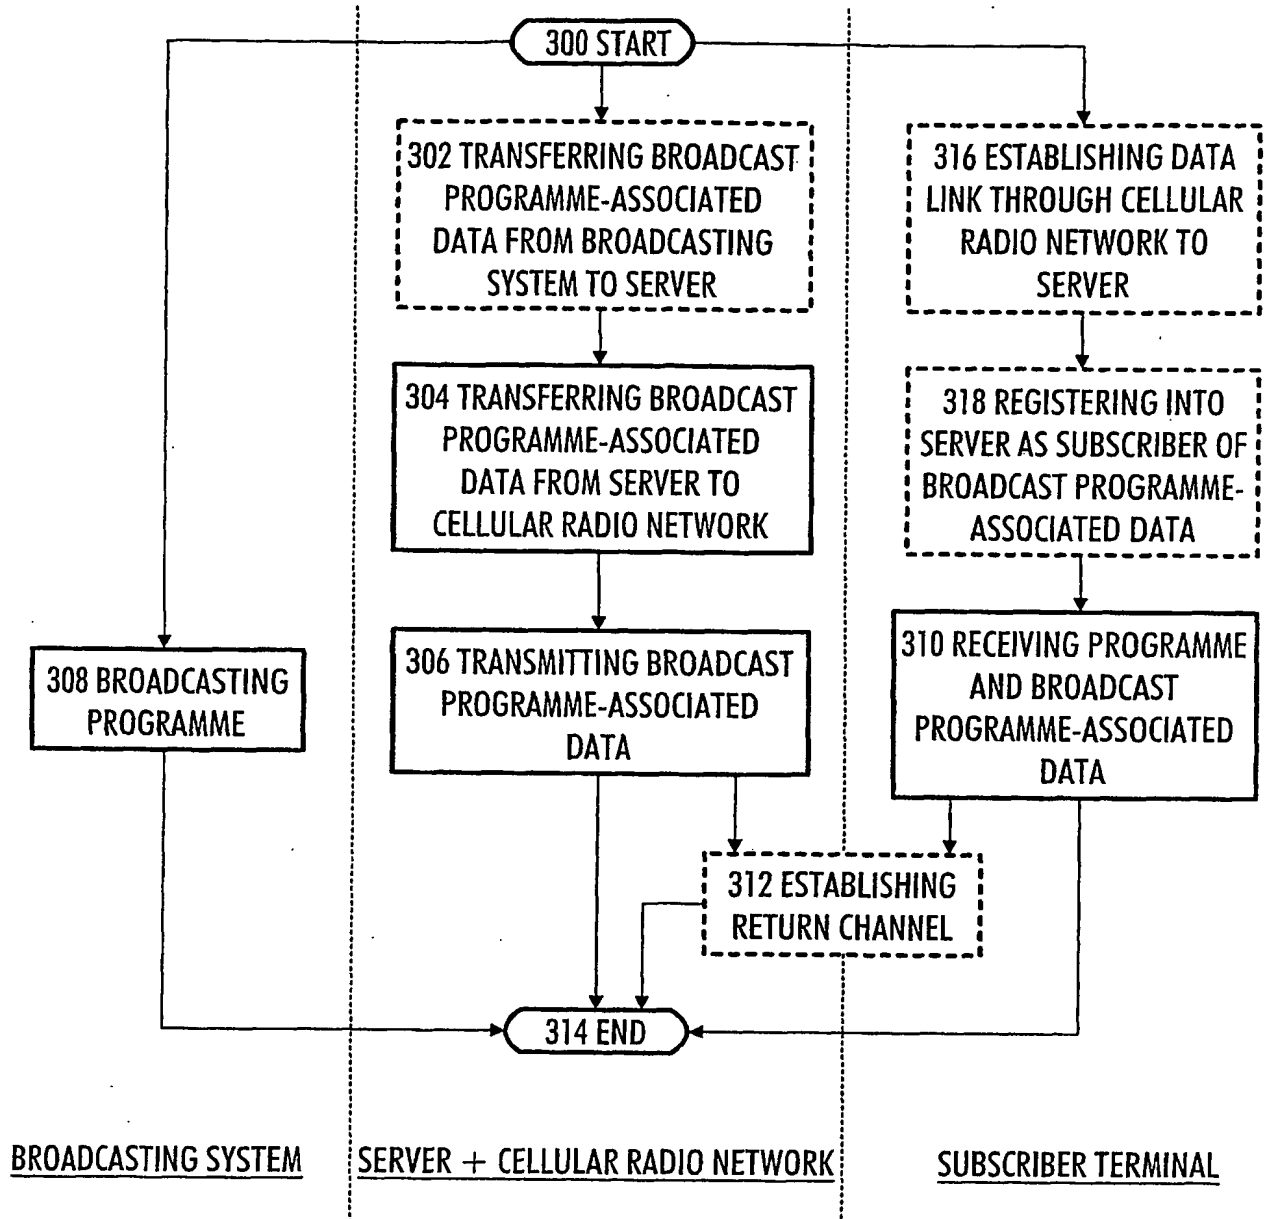 300 START
302 TRANSFERRING BROADCAST
PROGRAMME-ASSOCIATED
DATA FROM BROADCASTING
SYSTEM TO SERVER
316 ESTABLISHING DATA
LINK THROUGH CELLULAR
RADIO NETWORK TO
SERVER
304 TRANSFERRING BROADCAST
PROGRAMME-ASSOCIATED
DATA FROM SERVER TO
CELLULAR RADIO NETWORK
318 REGISTERING INTO
SERVER AS SUBSCRIBER OF
BROADCAST PROGRAMME-
ASSOCIATED DATA
308 BROADCASTING
PROGRAMME
306 TRANSMITTING BROADCAST
PROGRAMME-ASSOCIATED
DATA
310 RECEIVING PROGRAMME
AND BROADCAST
PROGRAMME-ASSOCIATED
DATA
312 ESTABLISHING
RETURN CHANNEL
314 END
BROADCASTING SYSTEM
SERVER + CELLULAR RADIO NETWORK
SUBSCRIBER TERMINAL